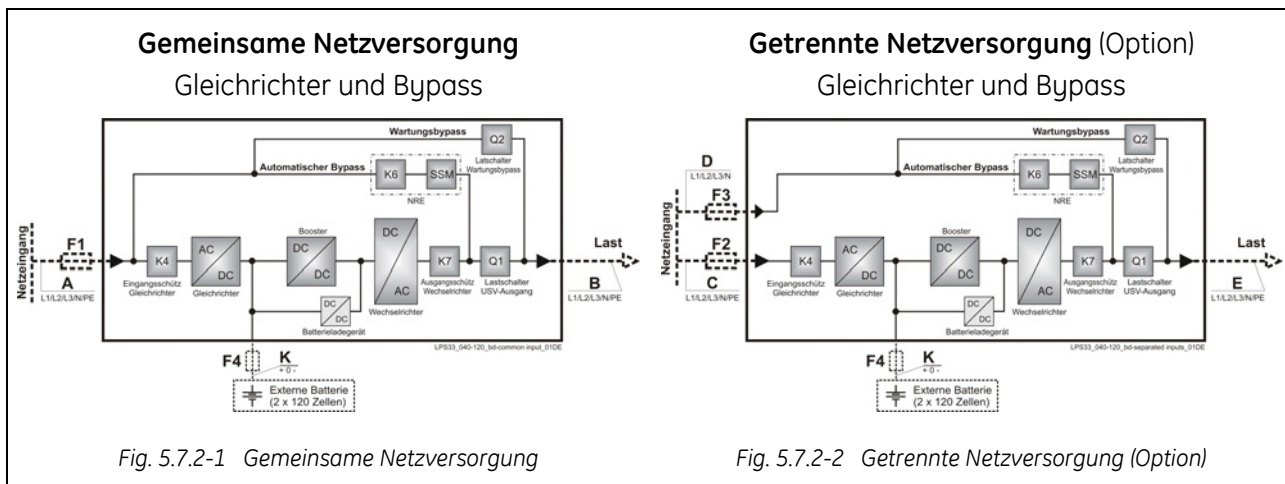 Gemeinsame Netzversorgung
Gleichrichter und Bypass
Wartungsbypass
Q2
Latschalter
Wartungsbypass
Automatischer Bypass
K6
SSM
NRE
Netzeingang
F1
A
L1/L2/L3/N/PE
K4
Eingangsschütz
Gleichrichter
AC
DC
Gleichrichter
Booster
DC
DC
DC
DC
Batterieladegerät
DC
AC
Wechselrichter
K7
Ausgangsschütz
Wechselrichter
Q1
Lastschalter
USV-Ausgang
Last
B
L1/L2/L3/N/PE
LPS33_040-120_bd-common input_01DE
F4
K
+ 0 -
Externe Batterie
(2 x 120 Zellen)
Fig. 5.7.2-1 Gemeinsame Netzversorgung
Getrennte Netzversorgung (Option)
Gleichrichter und Bypass
Wartungsbypass
Q2
Latschalter
Wartungsbypass
Automatischer Bypass
K6
SSM
NRE
Netzeingang
D
L1/L2/L3/N
F3
F2
C
L1/L2/L3/N/PE
K4
Eingangsschütz
Gleichrichter
AC
DC
Gleichrichter
Booster
DC
DC
DC
DC
Batterieladegerät
DC
AC
Wechselrichter
K7
Ausgangsschütz
Wechselrichter
Q1
Lastschalter
USV-Ausgang
Last
E
L1/L2/L3/N/PE
LPS33_040-120_bd-separated inputs_01DE
F4
K
+ 0 -
Externe Batterie
(2 x 120 Zellen)
Fig. 5.7.2-2 Getrennte Netzversorgung (Option)